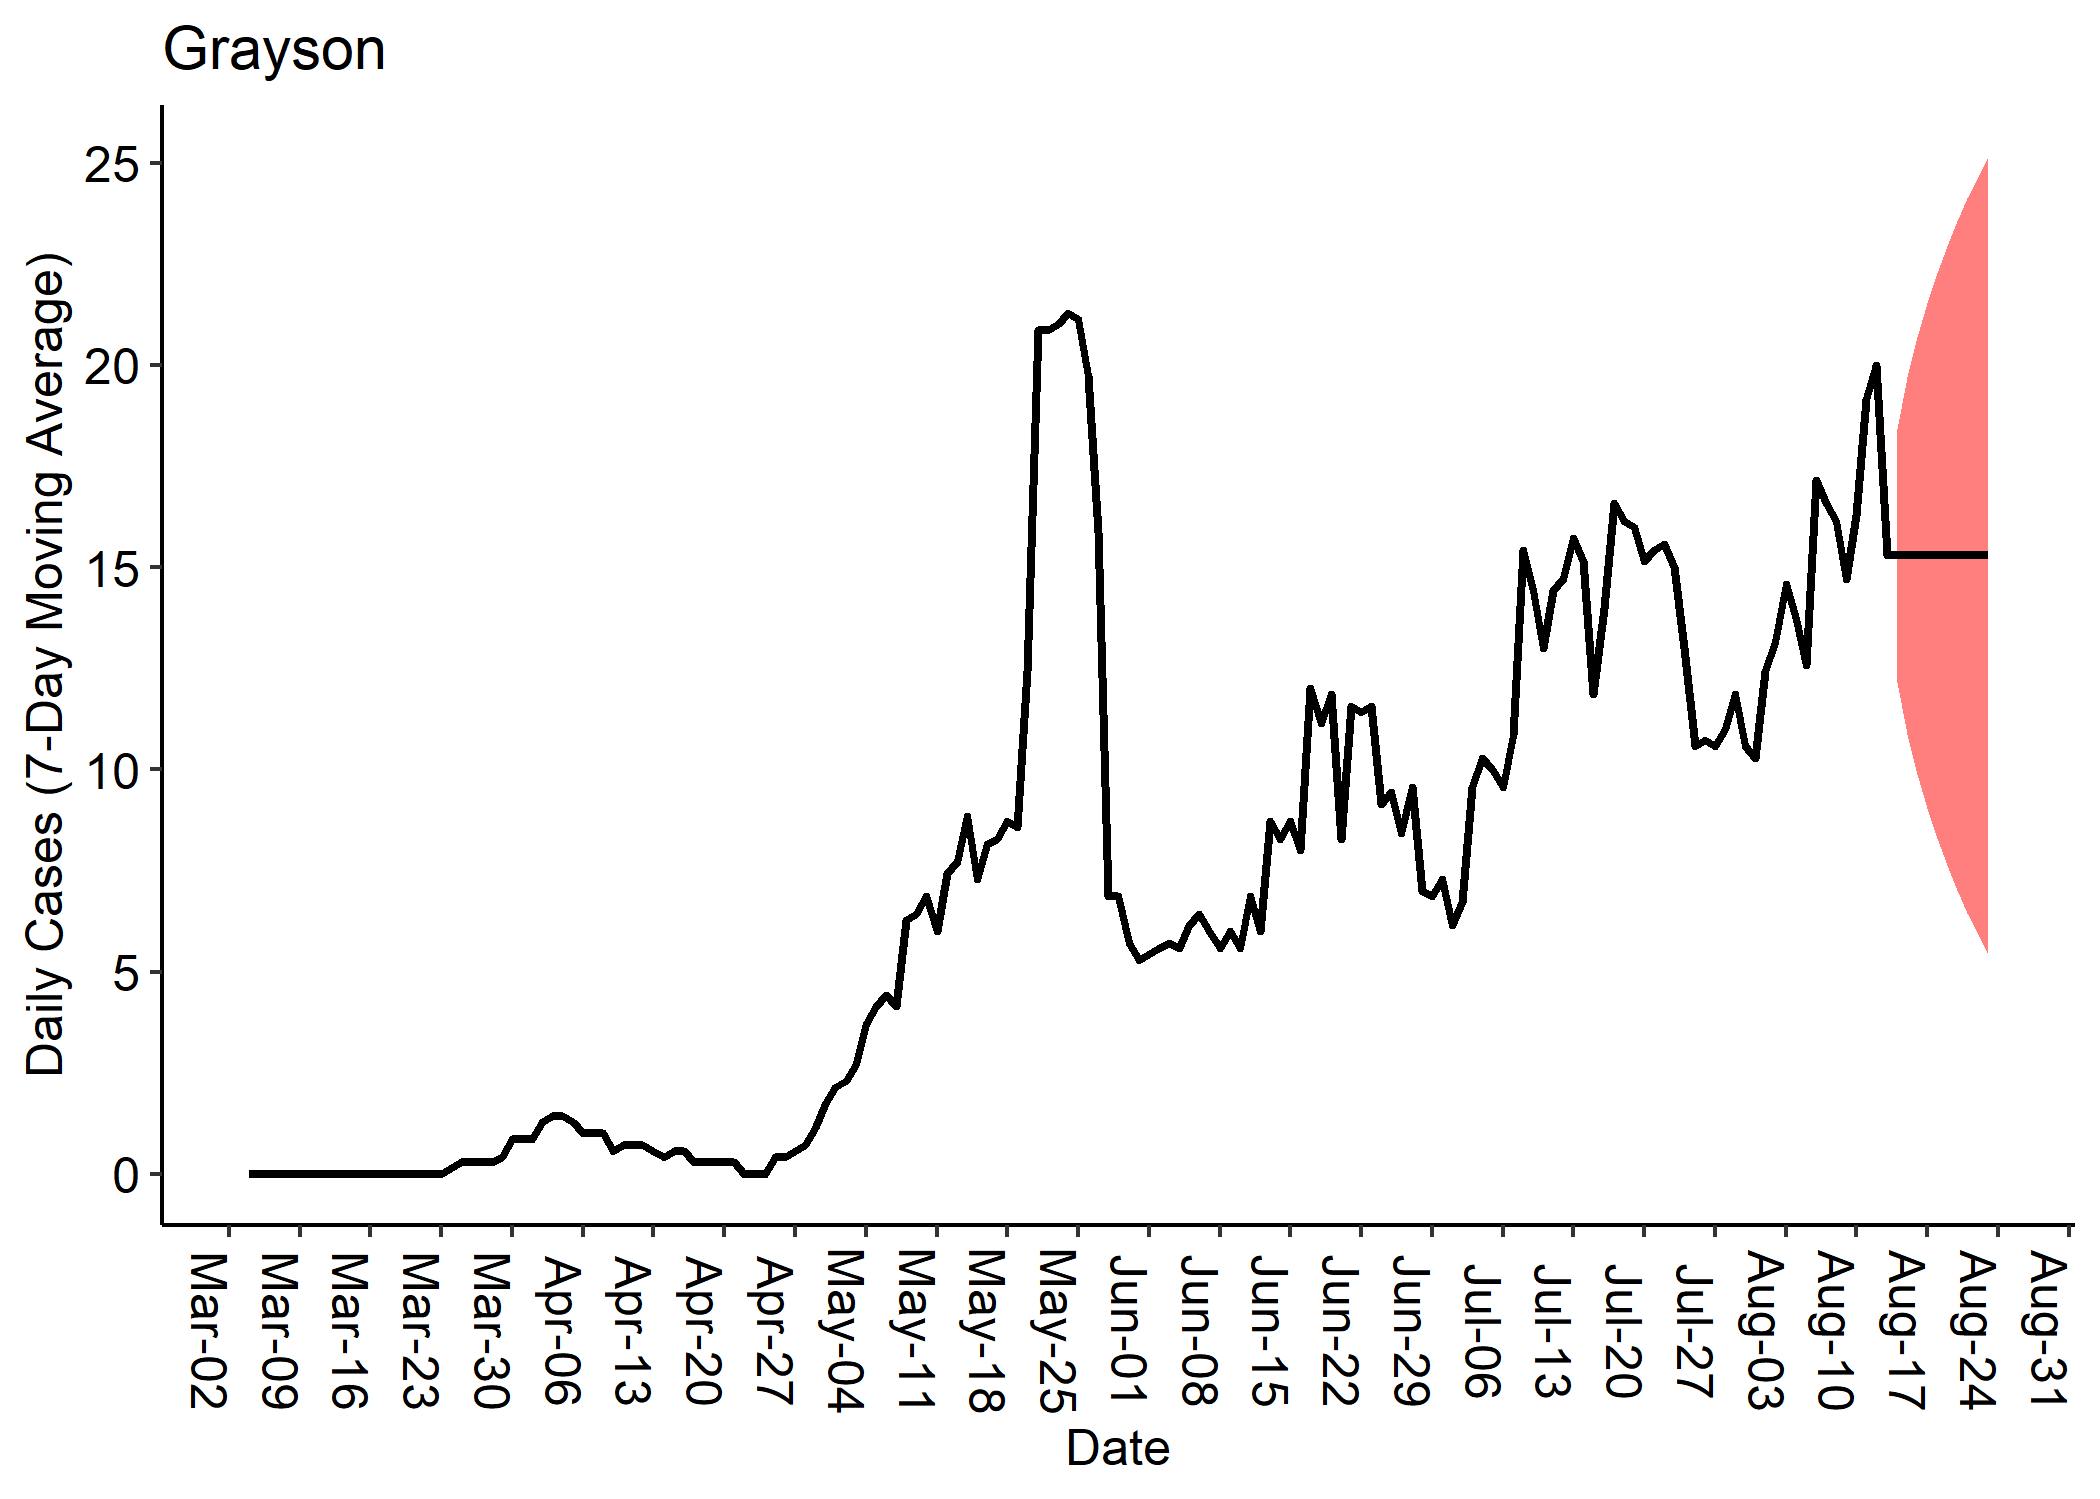 Grayson
Daily Cases (7-Day Moving Average)
25
20
15
10
5
0
Mar-02
Mar-09
Mar-16
Mar-23
Mar-30
Apr-06
Apr-13
Apr-20
Apr-27
May-04
May-11
May-18
May-25
Jun-01
Jun-08
Jun-15
Jun-22
Jun-29
Jul-06
Jul-13
Jul-20
Jul-27
Aug-03
Aug-10
Aug-17
Aug-24
Aug-31
Date